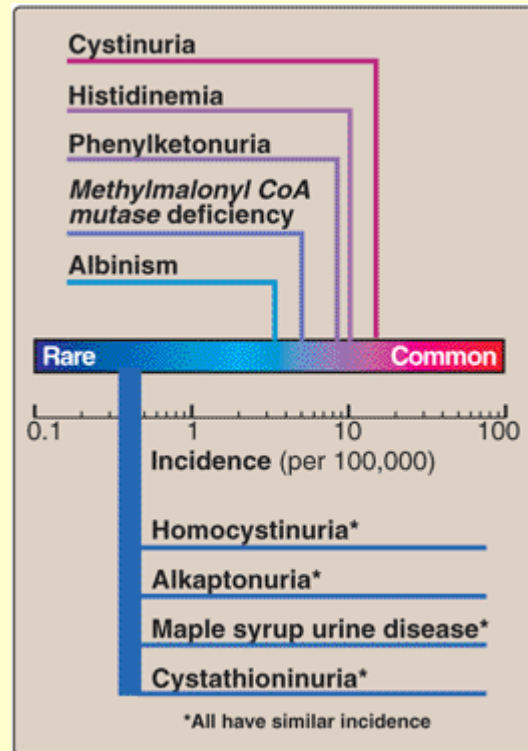 Cystinuria
Histidinemia
Phenylketonuria
Methylmalonyl CoA
mutase deficiency
Albinism
Rare Common
0.1 1 10 100
Incidence (per 100,000)
Homocystinuria*
Alkaptonuria*
Maple syrup urine disease*
Cystathioninuria*
*All have similar incidence